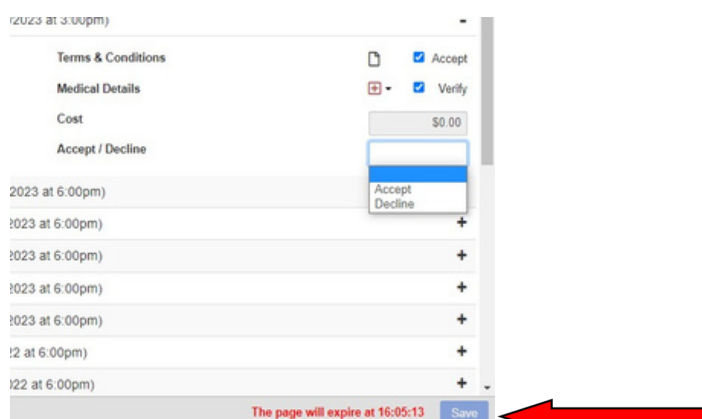 /2023 at 3:00pm) -
Terms & Conditions Accept
Medical Details Verify
Cost $0.00
Accept / Decline
Accept
Decline
2023 at 6:00pm)
2023 at 6:00pm) +
2023 at 6:00pm) +
2023 at 6:00pm) +
2023 at 6:00pm) +
22 at 6:00pm) +
022 at 6:00pm) +
The page will expire at 16:05:13 Save